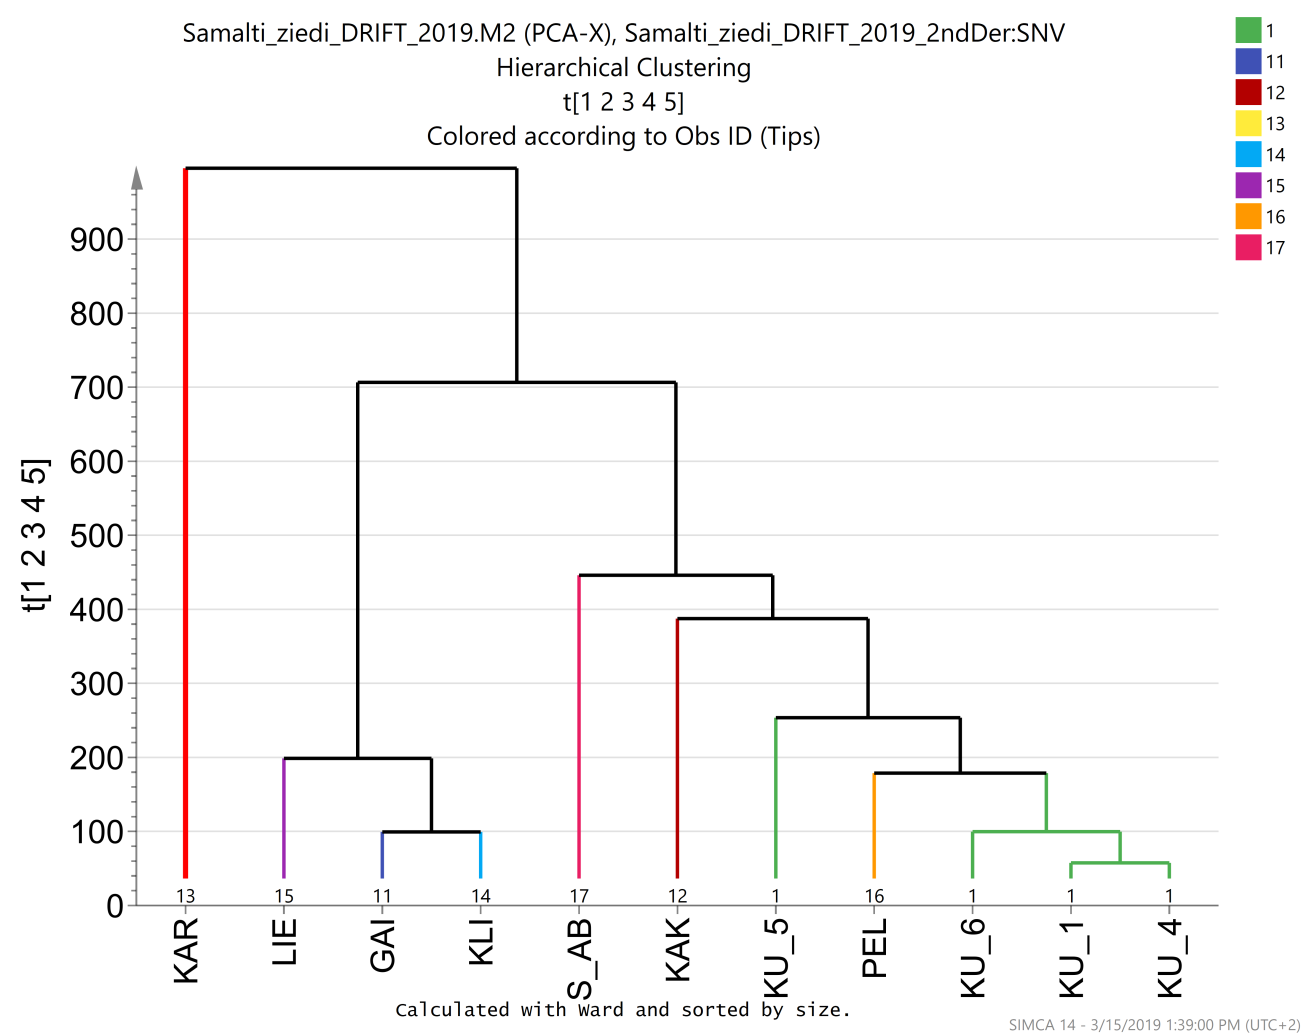 Samalti_ziedi_DRIFT_2019.M2 (PCA-X), Samalti_ziedi_DRIFT_2019_2ndDer:SNV
Hierarchical Clustering
t[1 2 3 4 5]
Colored according to Obs ID (Tips)
1
11
12
13
14
15
16
17
t[1 2 3 4 5]
900
800
700
600
500
400
300
200
100
0
13 15 11 14 17 12 1 16 1 1 1
KAR LIE GAI KLI S_AB KAK KU_5 PEL KU_6 KU_1 KU_4
Calculated with Ward and sorted by size.
SIMCA 14 - 3/15/2019 1:39:00 PM (UTC+2)